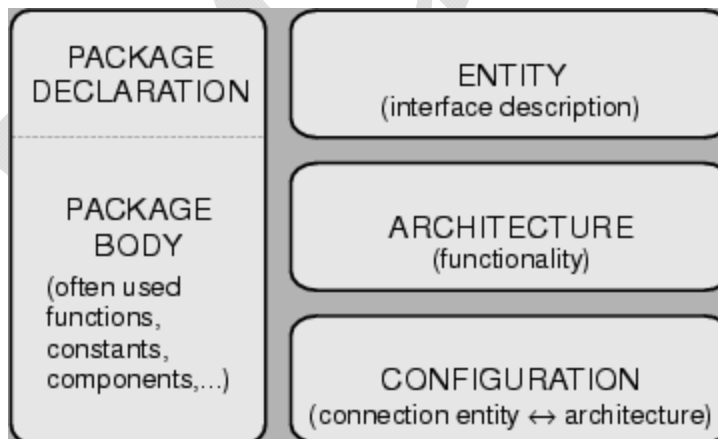 PACKAGE
DECLARATION
PACKAGE
BODY
(often used
functions,
constants,
components,...)
ENTITY
(interface description)
ARCHITECTURE
(functionality)
CONFIGURATION
(connection entity ↔ architecture)